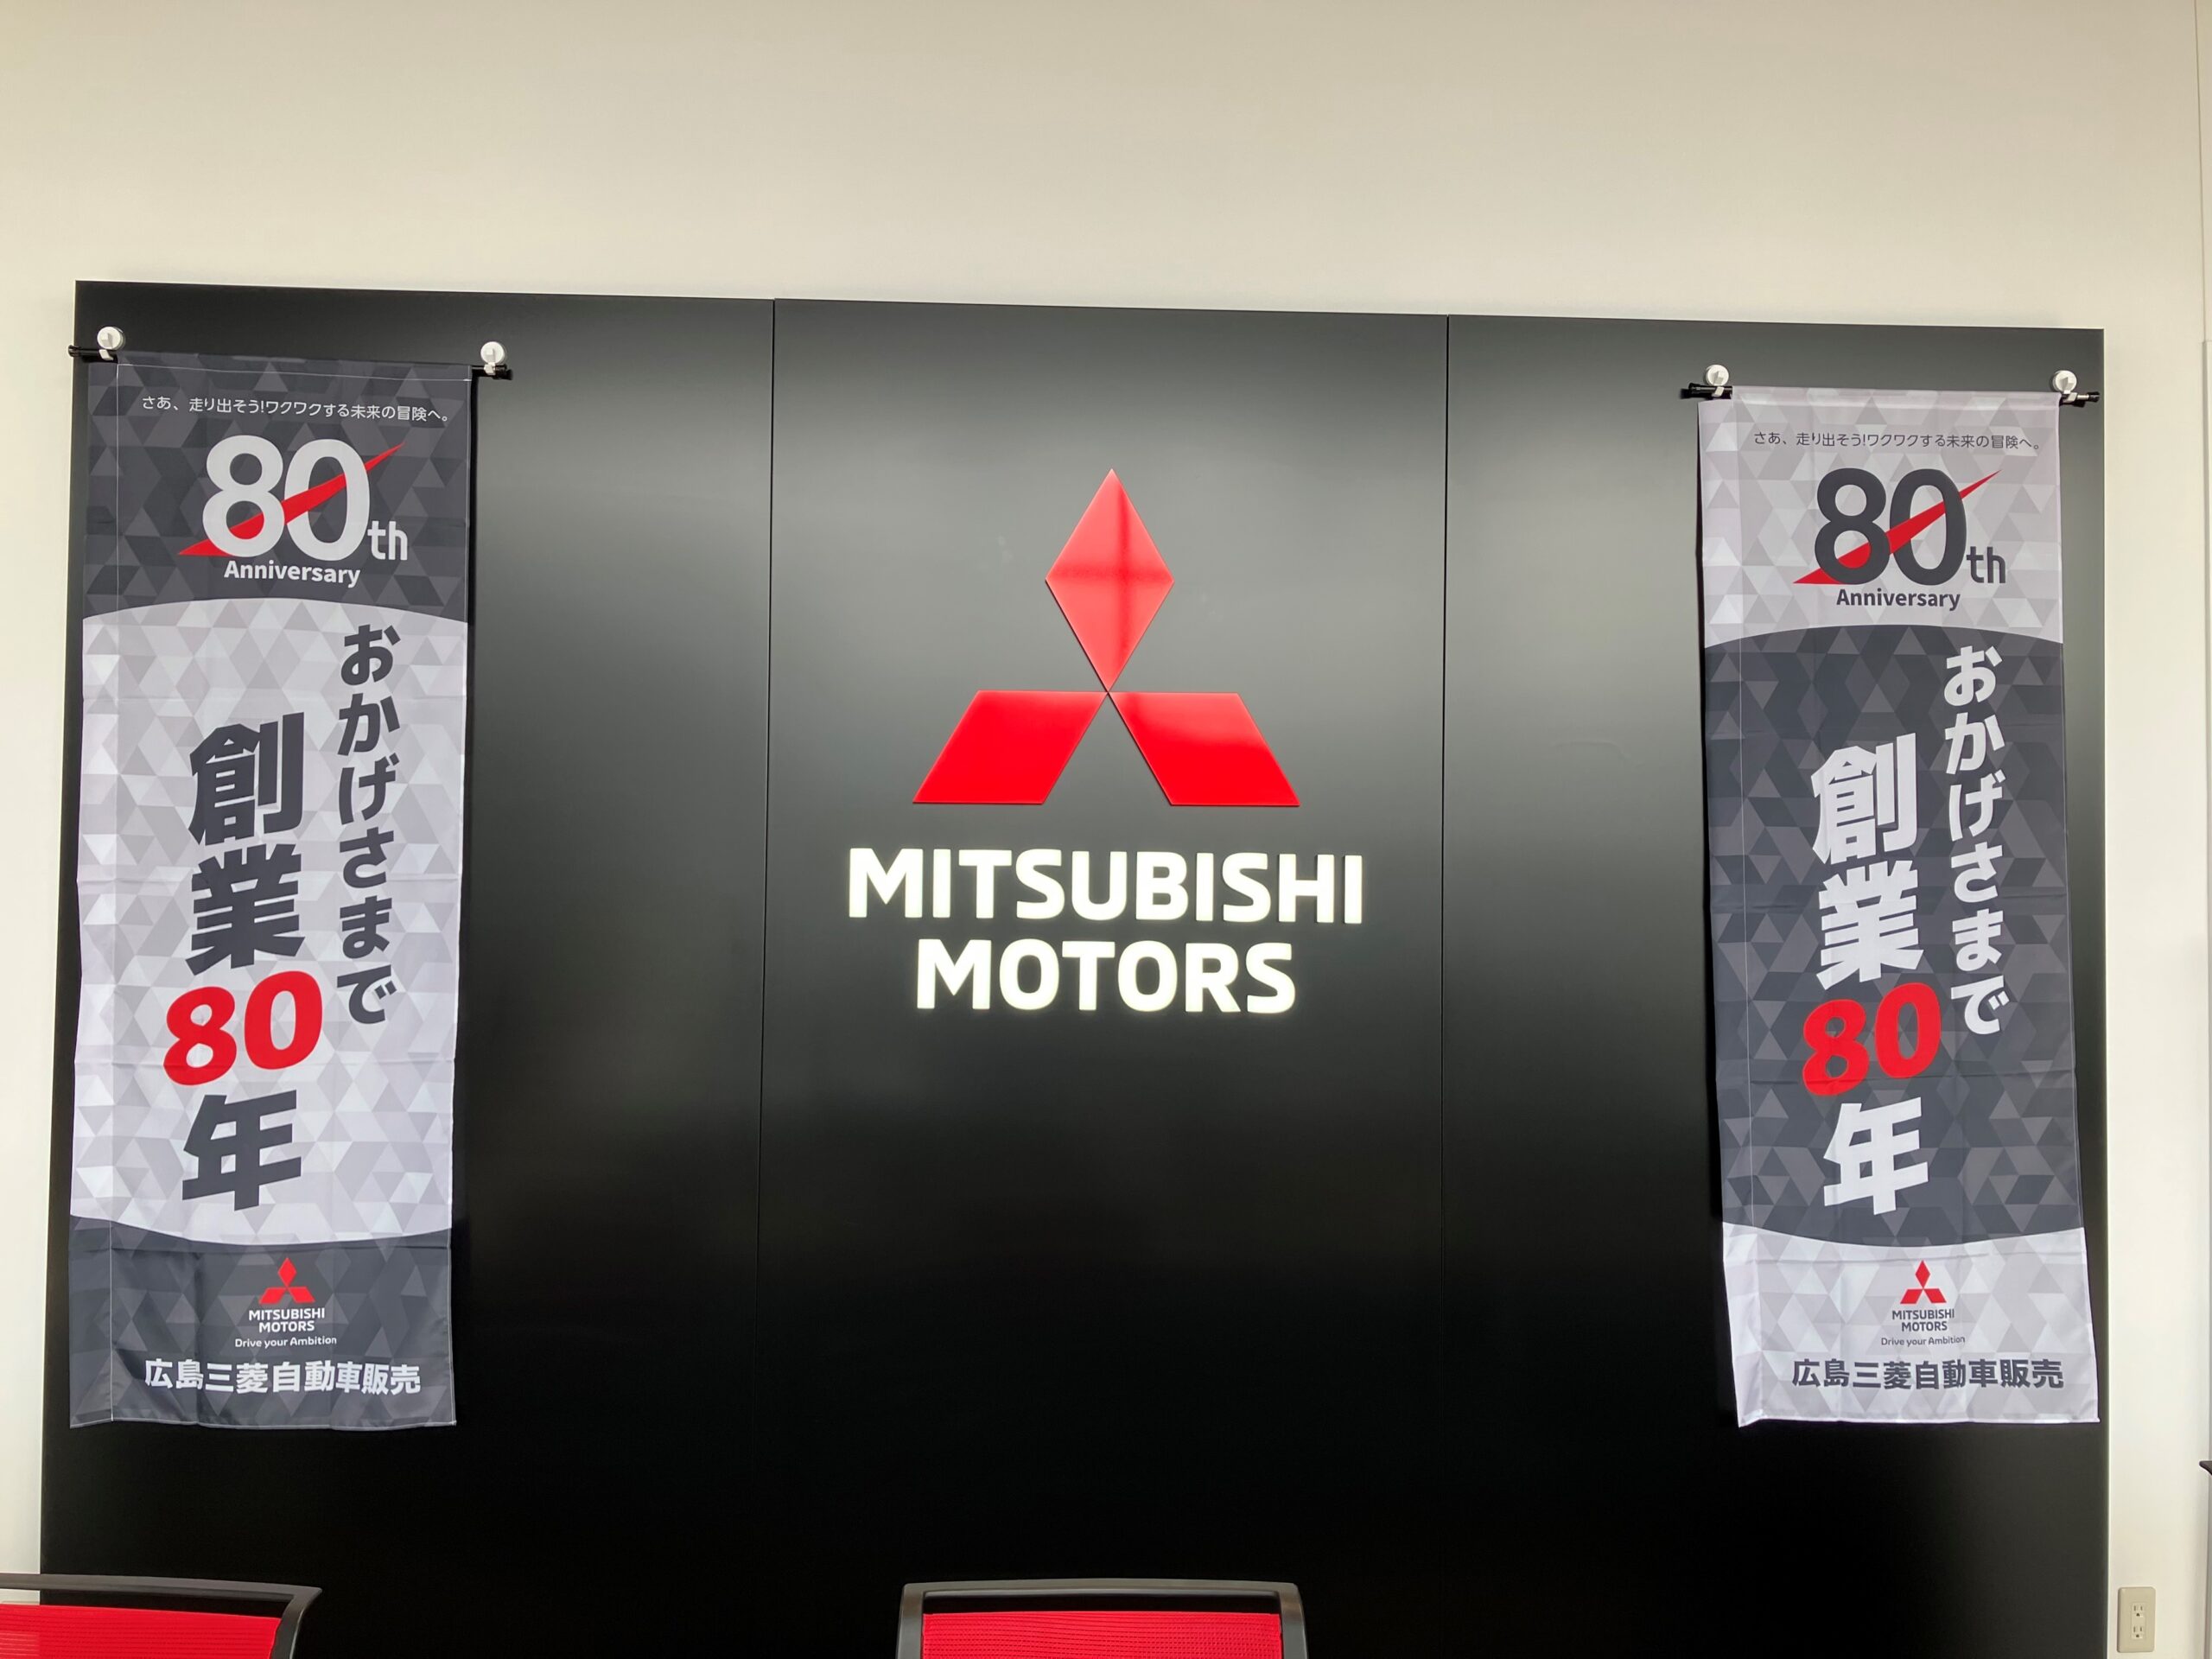 さあ、走り出そう!ワクワクする未来の冒険へ。
80th
Anniversary
おかげさまで
創業80年
MITSUBISHI
MOTORS
Drive your Ambition
広島三菱自動車販売
MITSUBISHI
MOTORS
さあ、走り出そう!ワクワクする未来の冒険へ。
80th
Anniversary
おかげさまで
創業80年
MITSUBISHI
MOTORS
Drive your Ambition
広島三菱自動車販売